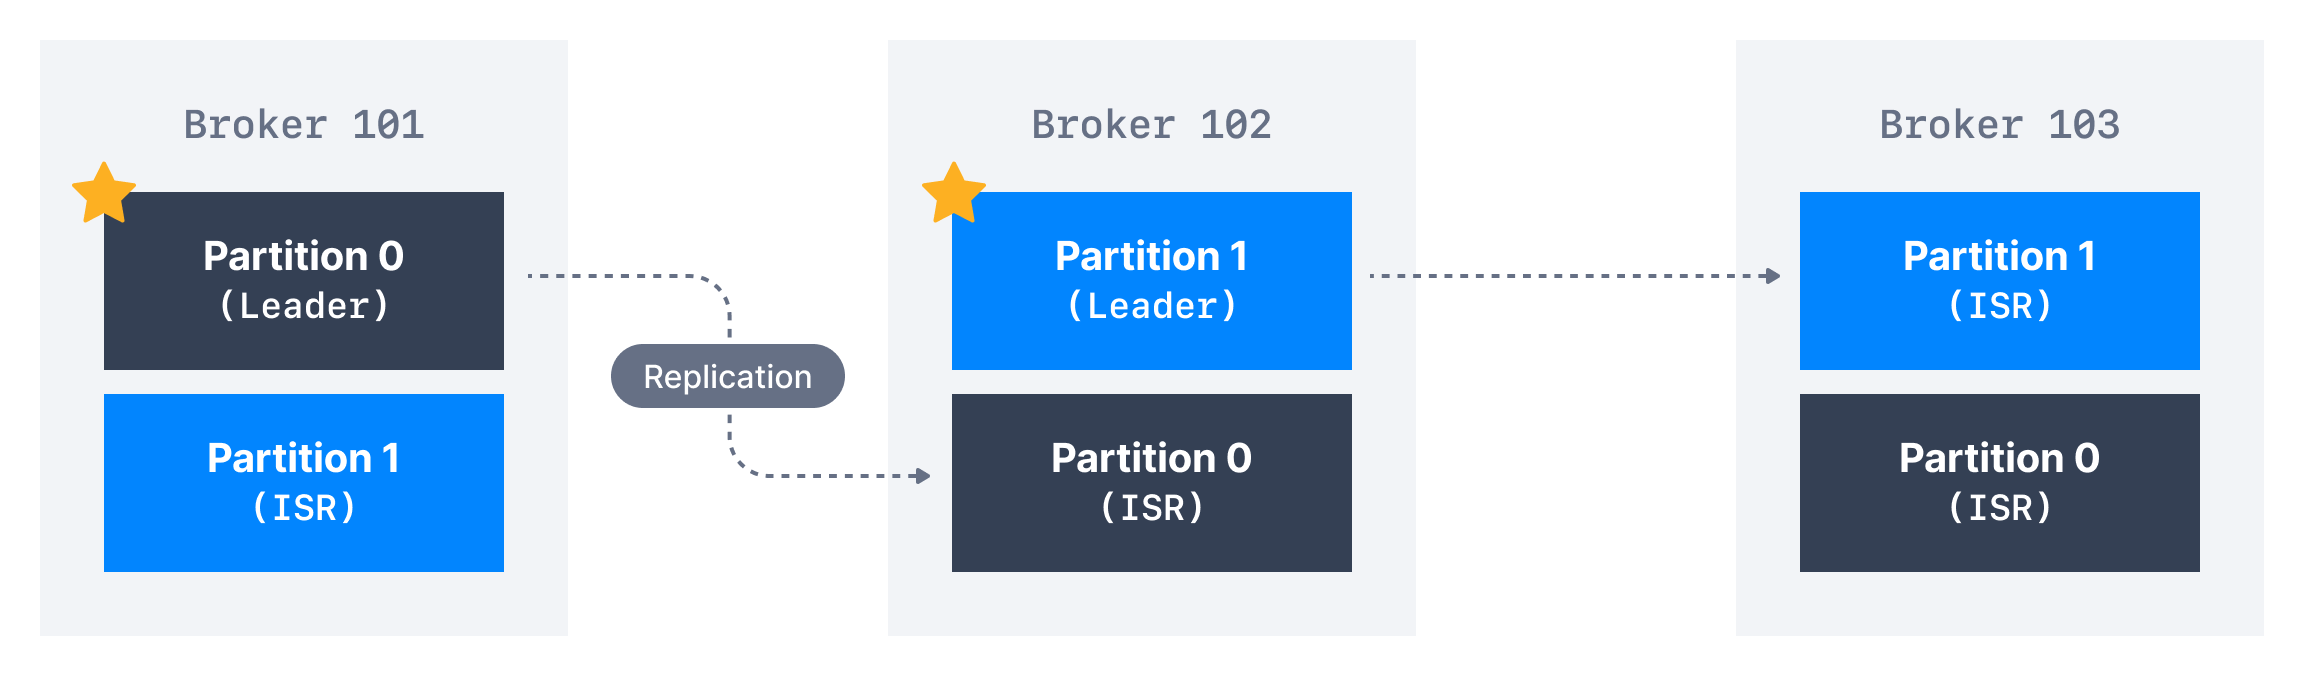 Broker 101
Partition 0
(Leader)
Partition 1
(ISR)
Replication
Broker 102
Partition 1
(Leader)
Partition 0
(ISR)
Broker 103
Partition 1
(ISR)
Partition 0
(ISR)